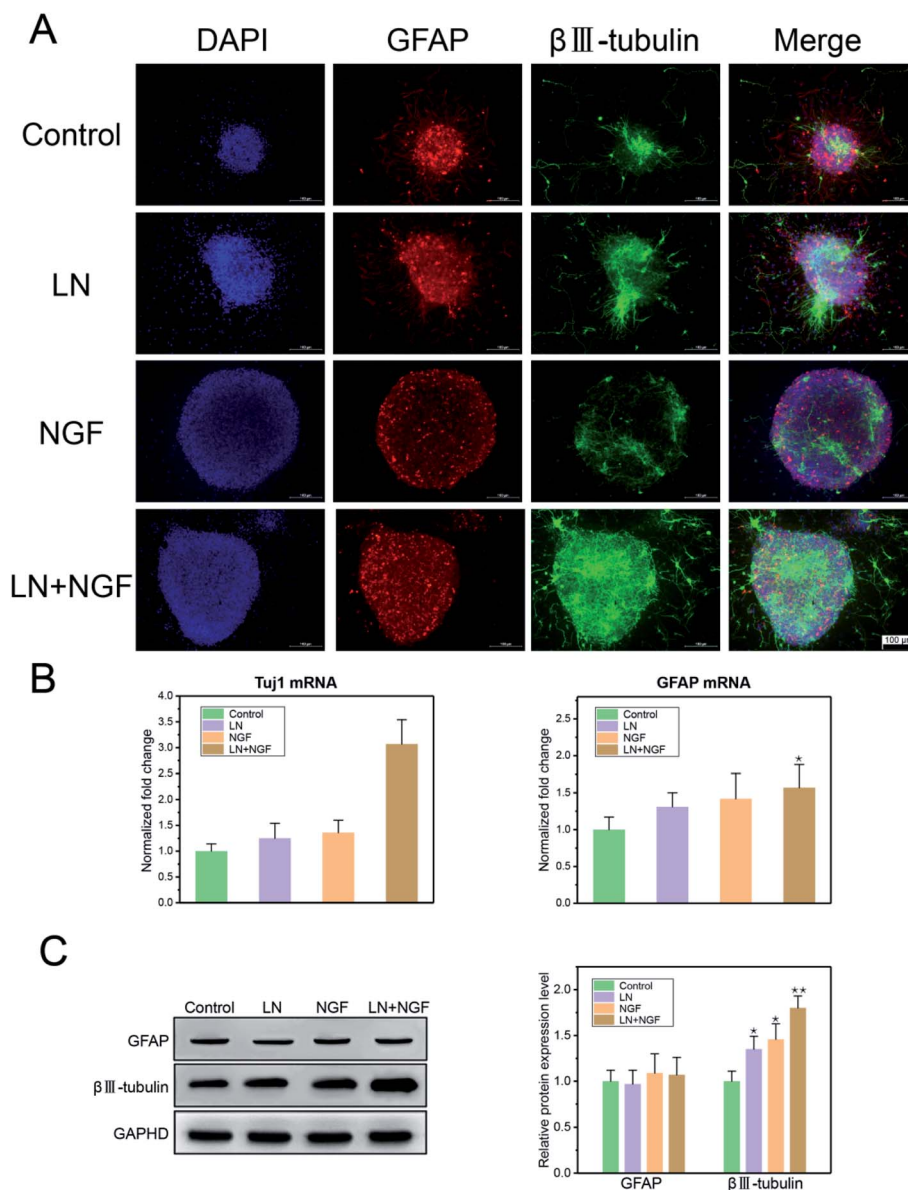 A
DAPI GFAP βⅢ-tubulin Merge
Control
LN
NGF
LN+NGF
100 μm
B
Tuj1 mRNA
Normalized fold change
4.0
3.5
3.0
2.5
2.0
1.5
1.0
0.5
0.0
Control
LN
NGF
LN+NGF
GFAP mRNA
Normalized fold change
2.5
2.0
1.5
1.0
0.5
0.0
Control
LN
NGF
LN+NGF
*
C
Control LN NGF LN+NGF
GFAP
βⅢ-tubulin
GAPHD
Relative protein expression level
2.0
1.5
1.0
0.5
0.0
Control
LN
NGF
LN+NGF
* * **
GFAP βⅢ-tubulin